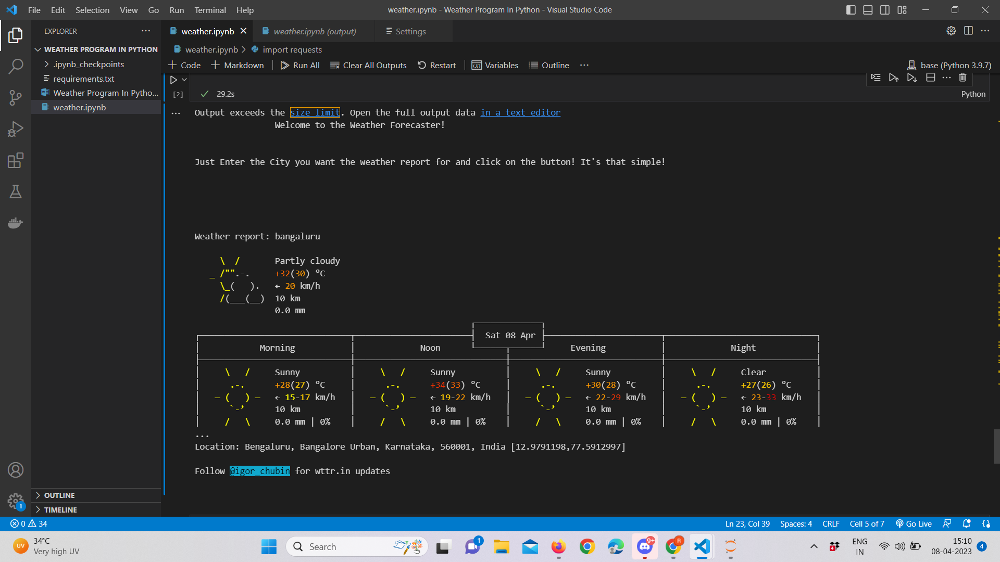 File Edit Selection View Go Run Terminal Help
weather.ipynb - Weather Program In Python - Visual Studio Code
EXPLORER
weather.ipynb
weather.ipynb (output)
Settings
WEATHER PROGRAM IN PYTHON
.ipynb_checkpoints
requirements.txt
Weather Program In Pytho...
weather.ipynb
weather.ipynb > import requests
+ Code + Markdown | Run All Clear All Outputs Restart | Variables Outline ...
base (Python 3.9.7)
[2]
29.2s
Python
Output exceeds the size limit. Open the full output data in a text editor
Welcome to the Weather Forecaster!
Just Enter the City you want the weather report for and click on the button! It's that simple!
Weather report: bangaluru
Partly cloudy
+32(30) °C
← 20 km/h
10 km
0.0 mm
Sat 08 Apr
Morning Noon Evening Night
Sunny Sunny Sunny Clear
+28(27) °C +34(33) °C +30(28) °C +27(26) °C
← 15-17 km/h ← 19-22 km/h ← 22-29 km/h ← 23-33 km/h
10 km 10 km 10 km 10 km
0.0 mm | 0% 0.0 mm | 0% 0.0 mm | 0% 0.0 mm | 0%
...
Location: Bengaluru, Bangalore Urban, Karnataka, 560001, India [12.9791198,77.5912997]
Follow @igor_chubin for wttr.in updates
OUTLINE
TIMELINE
1
0 34
Ln 23, Col 39 Spaces: 4 CRLF Cell 5 of 7 Go Live
UV
34°C
Very high UV
Search
1
9+
R
4
ENG
IN
15:10
08-04-2023
4